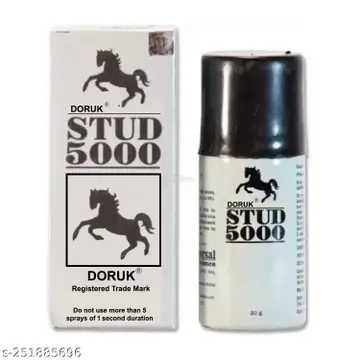 DORUK®
STUD
5000
DORUK®
Registered Trade Mark
Do not use more than 5
sprays of 1 second duration
DORUK®
STUD
5000
20 g
s-251885696